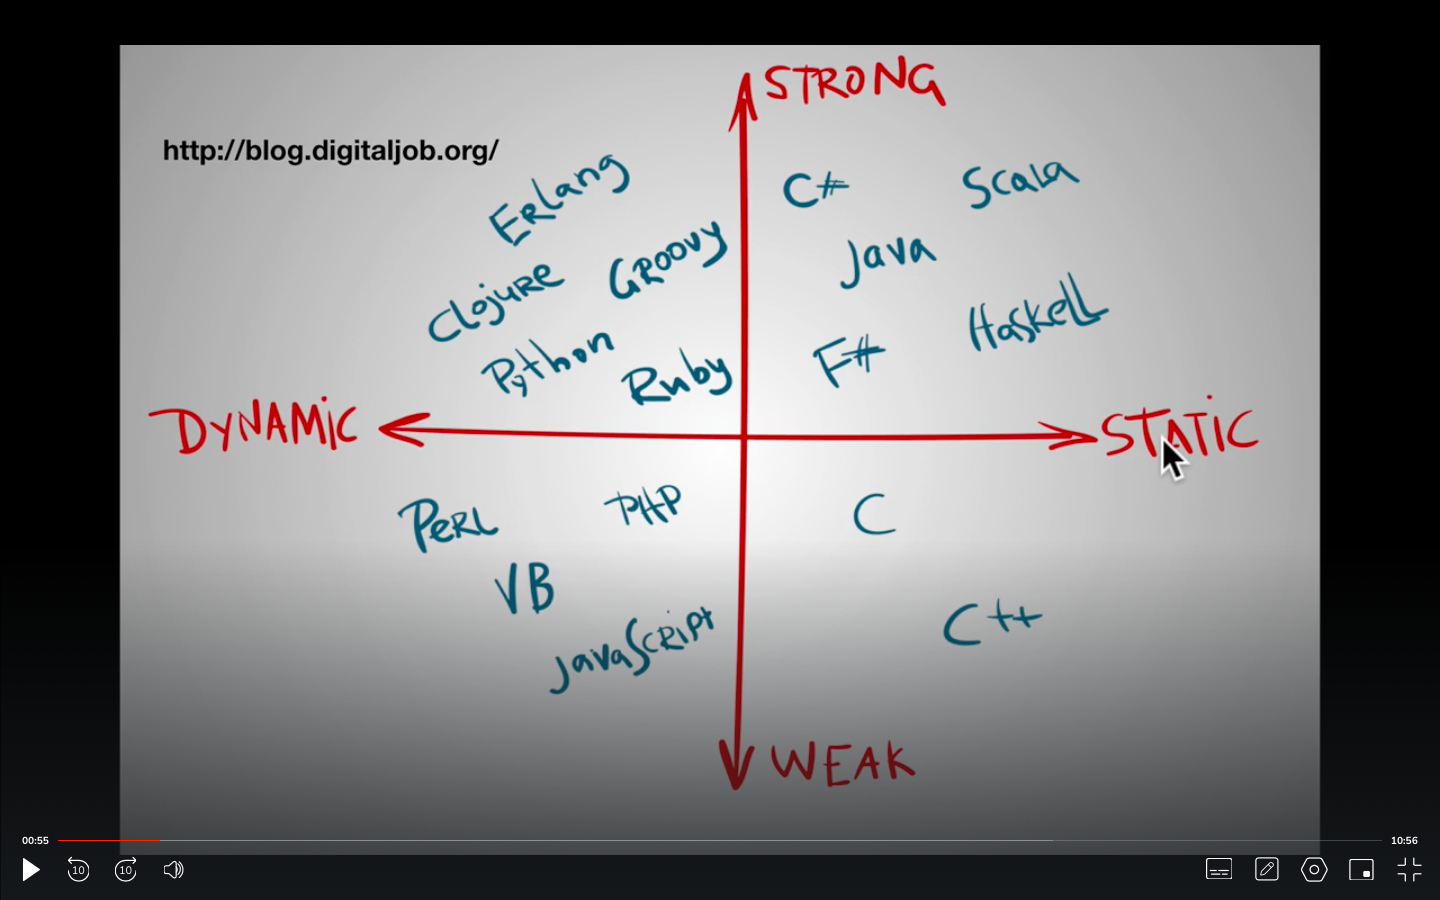 STRONG
http://blog.digitaljob.org/
ERLang
C#
Scala
GROOVY
Java
ClojURE
Haskell
Python
Ruby
F#
DYNAMiC
STATiC
PERL
PHP
C
VB
C++
JavaScript
WEAK
00:55
10:56
10
10